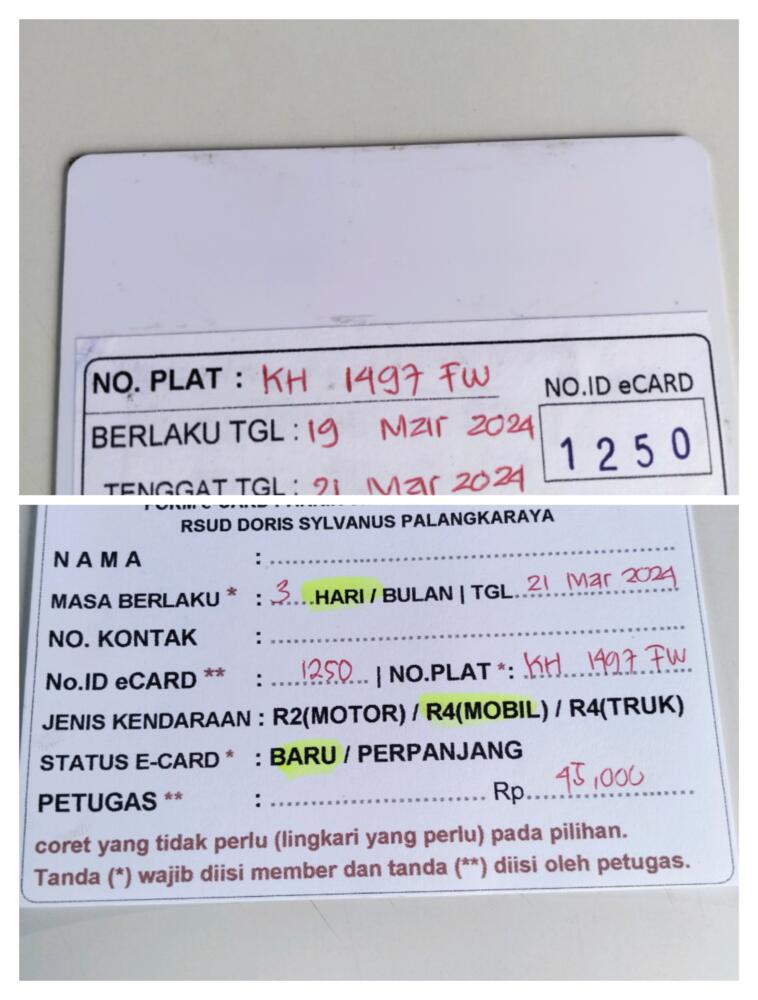 NO. PLAT : KH 1497 FW
NO.ID eCARD
BERLAKU TGL : 19 Mar 2024
1250
TENGGAT TGL : 21 Mar 2024
RSUD DORIS SYLVANUS PALANGKARAYA
NAMA :
MASA BERLAKU * : 3 HARI / BULAN | TGL. 21 Mar 2024
NO. KONTAK :
No.ID eCARD ** : 1250 | NO.PLAT *: KH 1497 FW
JENIS KENDARAAN : R2(MOTOR) / R4(MOBIL) / R4(TRUK)
STATUS E-CARD * : BARU / PERPANJANG
PETUGAS ** : Rp. 45,000
coret yang tidak perlu (lingkari yang perlu) pada pilihan.
Tanda (*) wajib diisi member dan tanda (**) diisi oleh petugas.